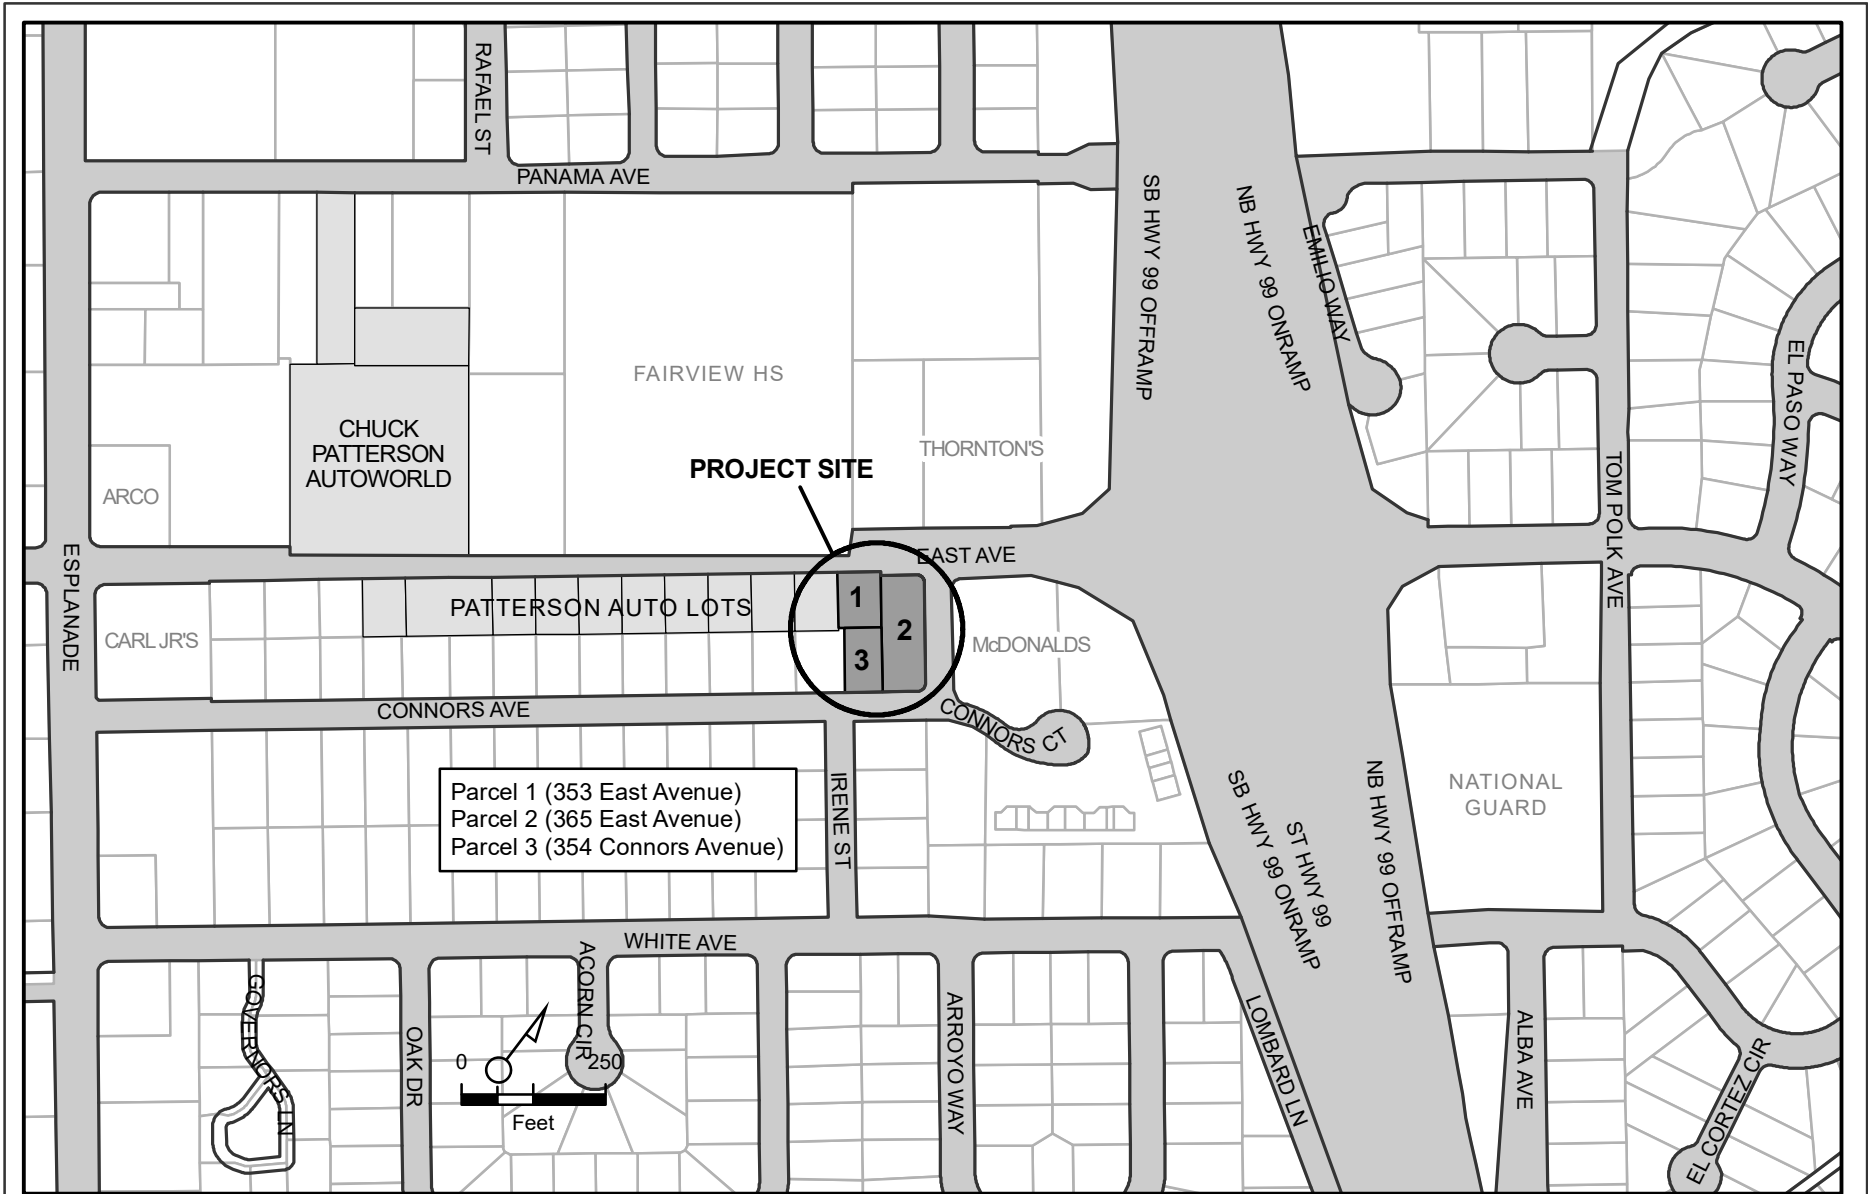 RAFAEL ST
PANAMA AVE
SB HWY 99 OFFRAMP
NB HWY 99 ONRAMP
EMILIO WAY
EL PASO WAY
FAIRVIEW HS
CHUCK
PATTERSON
AUTOWORLD
THORNTON'S
PROJECT SITE
ARCO
TOM POLK AVE
ESPLANADE
EAST AVE
PATTERSON AUTO LOTS
1
2
3
CARL JR'S
McDONALDS
CONNORS AVE
CONNORS CT
Parcel 1 (353 East Avenue)
Parcel 2 (365 East Avenue)
Parcel 3 (354 Connors Avenue)
IRENE ST
SB HWY 99 ONRAMP
ST HWY 99
NB HWY 99 OFFRAMP
NATIONAL
GUARD
WHITE AVE
ACORN CIR
GOVERNORS LN
OAK DR
0
250
Feet
ARROYO WAY
LOMBARD LN
ALBA AVE
EL CORTEZ CIR